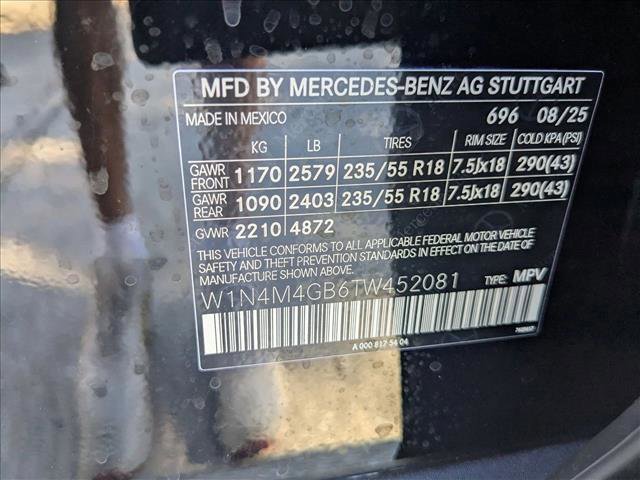 MFD BY MERCEDES-BENZ AG STUTTGART
MADE IN MEXICO 696 08/25
KG LB TIRES RIM SIZE COLD KPA(PSI)
GAWR FRONT 1170 2579 235/55 R18 7.5Jx18 290(43)
GAWR REAR 1090 2403 235/55 R18 7.5Jx18 290(43)
GVWR 2210 4872
THIS VEHICLE CONFORMS TO ALL APPLICABLE FEDERAL MOTOR VEHICLE
SAFETY AND THEFT PREVENTION STANDARDS IN EFFECT ON THE DATE
OF MANUFACTURE SHOWN ABOVE.
W1N4M4GB6TW452081 TYPE: MPV
A 000 817 54 04